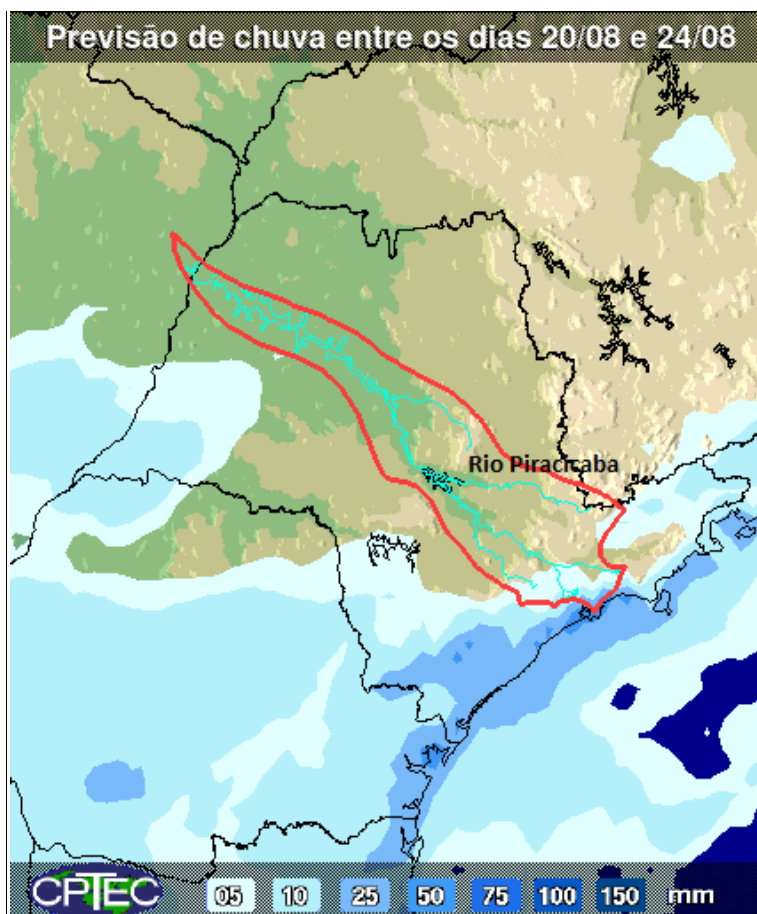 Previsão de chuva entre os dias 20/08 e 24/08
Rio Piracicaba
CPTEC 05 10 25 50 75 100 150 mm